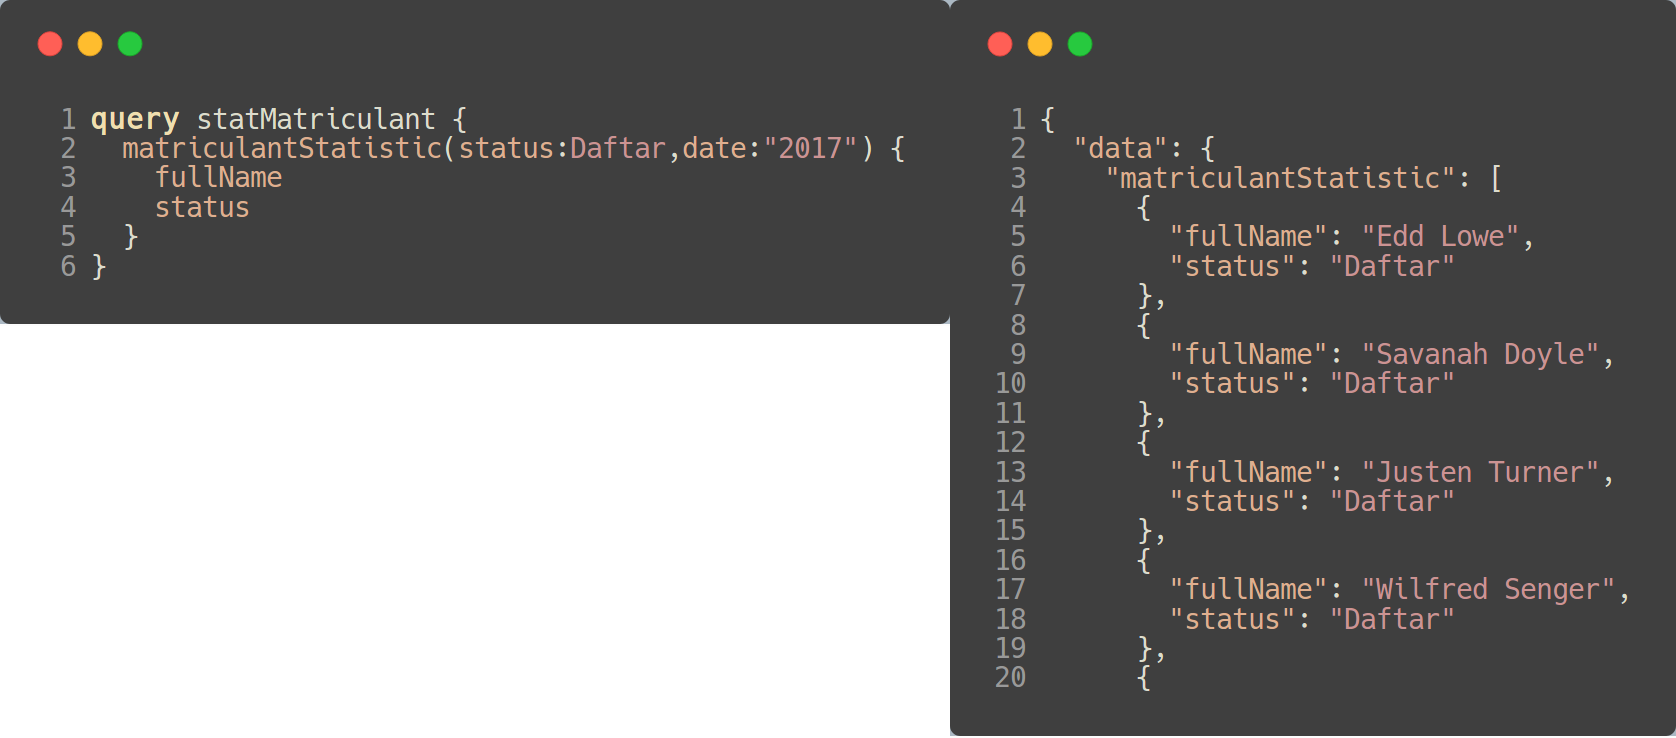 1 query statMatriculant {
2   matriculantStatistic(status:Daftar,date:"2017") {
3     fullName
4     status
5   }
6 }
1 {
2   "data": {
3     "matriculantStatistic": [
4       {
5         "fullName": "Edd Lowe",
6         "status": "Daftar"
7       },
8       {
9         "fullName": "Savanah Doyle",
10         "status": "Daftar"
11       },
12       {
13         "fullName": "Justen Turner",
14         "status": "Daftar"
15       },
16       {
17         "fullName": "Wilfred Senger",
18         "status": "Daftar"
19       },
20       {